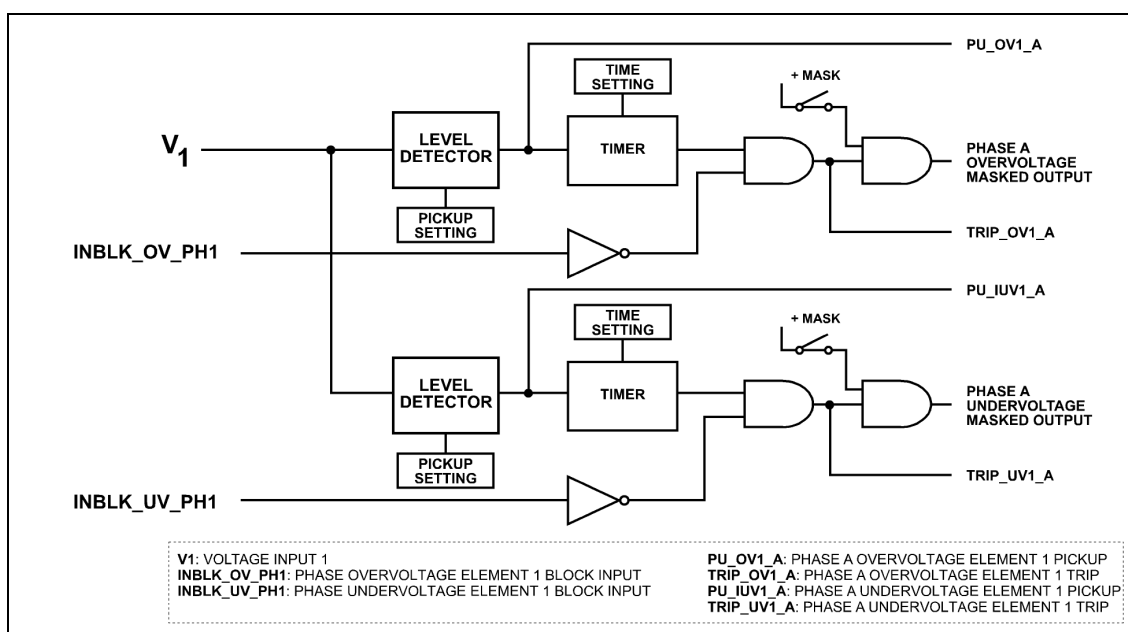 PU_OV1_A
TIME
SETTING
+ MASK
V1
LEVEL
DETECTOR
TIMER
PHASE A
OVERVOLTAGE
MASKED OUTPUT
PICKUP
SETTING
TRIP_OV1_A
INBLK_OV_PH1
PU_IUV1_A
TIME
SETTING
+ MASK
LEVEL
DETECTOR
TIMER
PHASE A
UNDERVOLTAGE
MASKED OUTPUT
PICKUP
SETTING
TRIP_UV1_A
INBLK_UV_PH1
V1: VOLTAGE INPUT 1
INBLK_OV_PH1: PHASE OVERVOLTAGE ELEMENT 1 BLOCK INPUT
INBLK_UV_PH1: PHASE UNDERVOLTAGE ELEMENT 1 BLOCK INPUT
PU_OV1_A: PHASE A OVERVOLTAGE ELEMENT 1 PICKUP
TRIP_OV1_A: PHASE A OVERVOLTAGE ELEMENT 1 TRIP
PU_IUV1_A: PHASE A UNDERVOLTAGE ELEMENT 1 PICKUP
TRIP_UV1_A: PHASE A UNDERVOLTAGE ELEMENT 1 TRIP